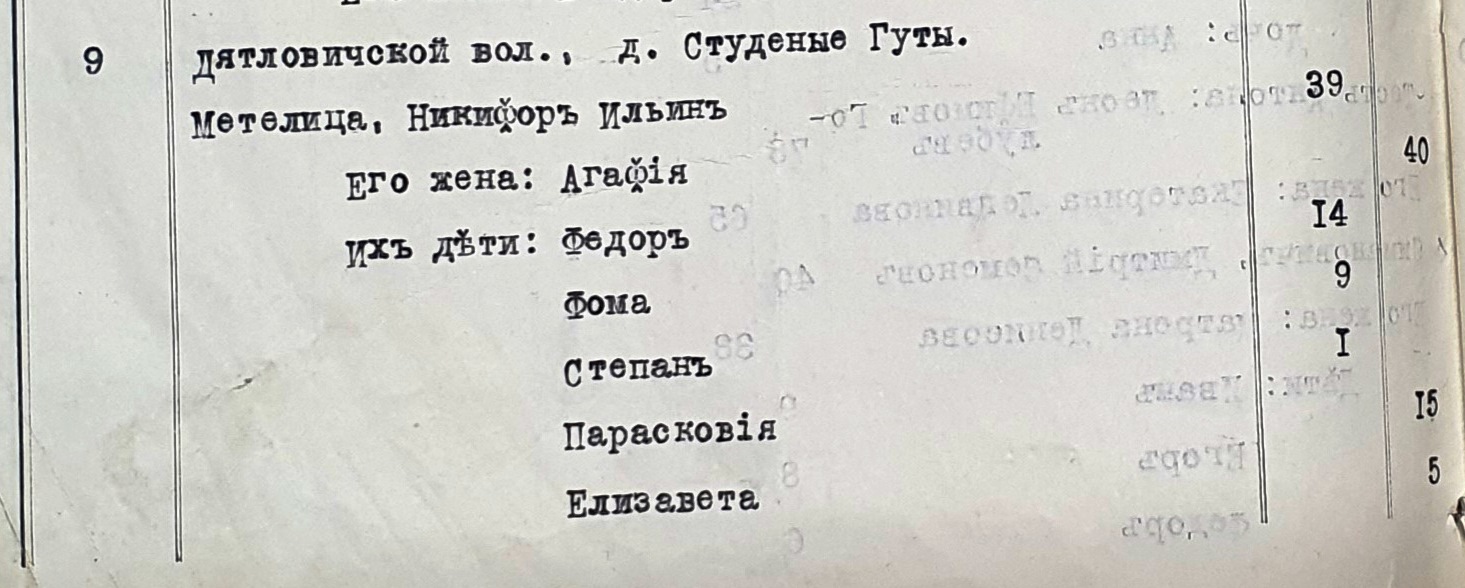 9 Дятловичской вол., д. Студеные Гуты.
Метелица, Никифоръ Ильинъ 39
Его жена: Агафія 40
Ихъ дѣти: Федоръ 14
Фома 9
Степанъ I
Парасковія 15
Елизавета 5